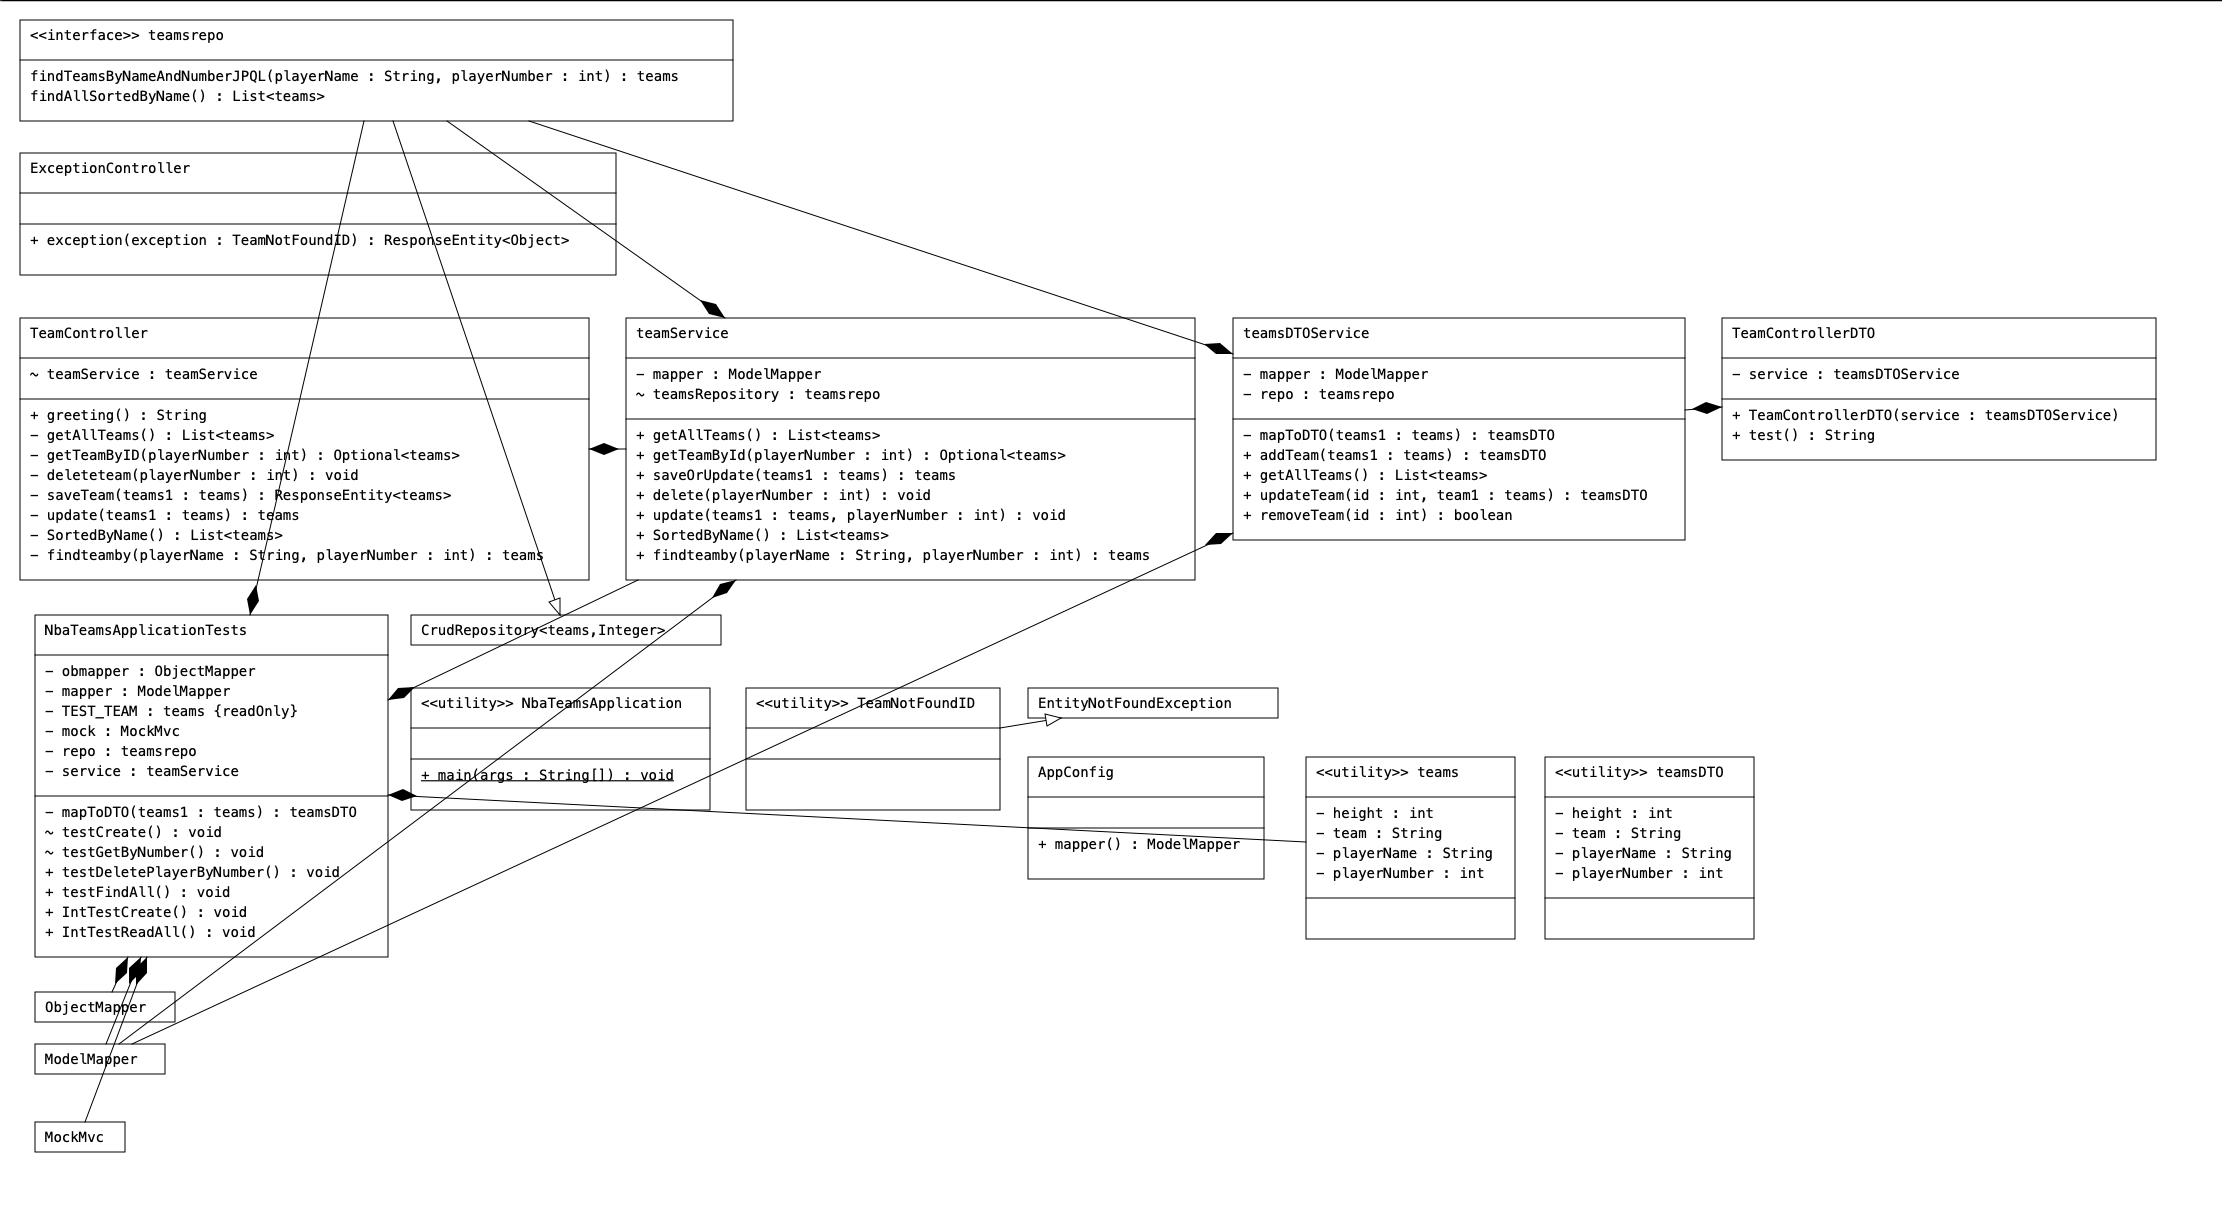 <<interface>> teamsrepo
findTeamsByNameAndNumberJPQL(playerName : String, playerNumber : int) : teams
findAllSortedByName() : List<teams>
ExceptionController
+ exception(exception : TeamNotFoundID) : ResponseEntity<Object>
TeamController
~ teamService : teamService
+ greeting() : String
− getAllTeams() : List<teams>
− getTeamByID(playerNumber : int) : Optional<teams>
− deleteteam(playerNumber : int) : void
− saveTeam(teams1 : teams) : ResponseEntity<teams>
− update(teams1 : teams) : teams
− SortedByName() : List<teams>
− findteamby(playerName : String, playerNumber : int) : teams
teamService
− mapper : ModelMapper
~ teamsRepository : teamsrepo
+ getAllTeams() : List<teams>
+ getTeamById(playerNumber : int) : Optional<teams>
+ saveOrUpdate(teams1 : teams) : teams
+ delete(playerNumber : int) : void
+ update(teams1 : teams, playerNumber : int) : void
+ SortedByName() : List<teams>
+ findteamby(playerName : String, playerNumber : int) : teams
teamsDTOService
− mapper : ModelMapper
− repo : teamsrepo
− mapToDTO(teams1 : teams) : teamsDTO
+ addTeam(teams1 : teams) : teamsDTO
+ getAllTeams() : List<teams>
+ updateTeam(id : int, team1 : teams) : teamsDTO
+ removeTeam(id : int) : boolean
TeamControllerDTO
− service : teamsDTOService
+ TeamControllerDTO(service : teamsDTOService)
+ test() : String
NbaTeamsApplicationTests
− obmapper : ObjectMapper
− mapper : ModelMapper
− TEST_TEAM : teams {readOnly}
− mock : MockMvc
− repo : teamsrepo
− service : teamService
− mapToDTO(teams1 : teams) : teamsDTO
~ testCreate() : void
~ testGetByNumber() : void
+ testDeletePlayerByNumber() : void
+ testFindAll() : void
+ IntTestCreate() : void
+ IntTestReadAll() : void
CrudRepository<teams,Integer>
<<utility>> NbaTeamsApplication
+ main(args : String[]) : void
<<utility>> TeamNotFoundID
EntityNotFoundException
AppConfig
+ mapper() : ModelMapper
<<utility>> teams
− height : int
− team : String
− playerName : String
− playerNumber : int
<<utility>> teamsDTO
− height : int
− team : String
− playerName : String
− playerNumber : int
ObjectMapper
ModelMapper
MockMvc